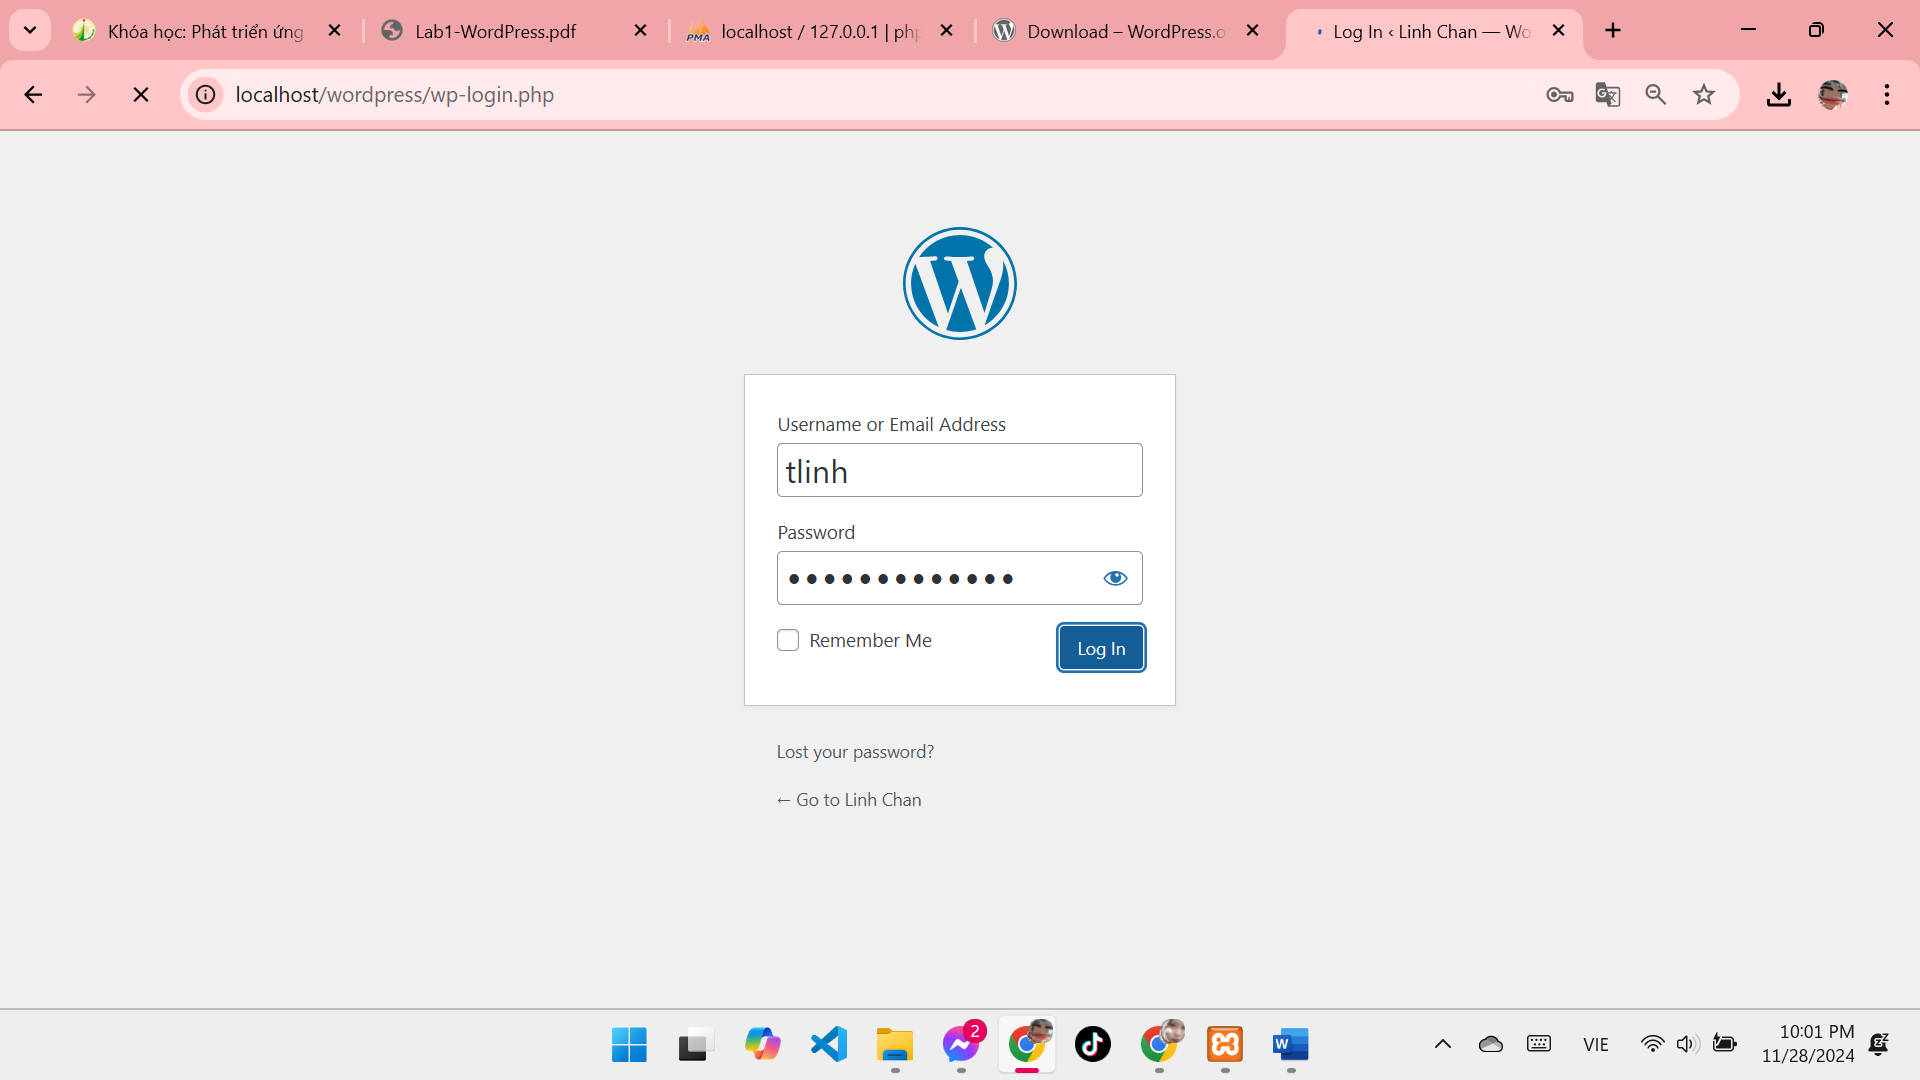 Khóa học: Phát triển ứng
Lab1-WordPress.pdf
PMA
localhost / 127.0.0.1 | php
Download – WordPress.o
Log In ‹ Linh Chan — Wo
localhost/wordpress/wp-login.php
Username or Email Address
tlinh
Password
Remember Me
Log In
Lost your password?
← Go to Linh Chan
2
VIE
10:01 PM
11/28/2024